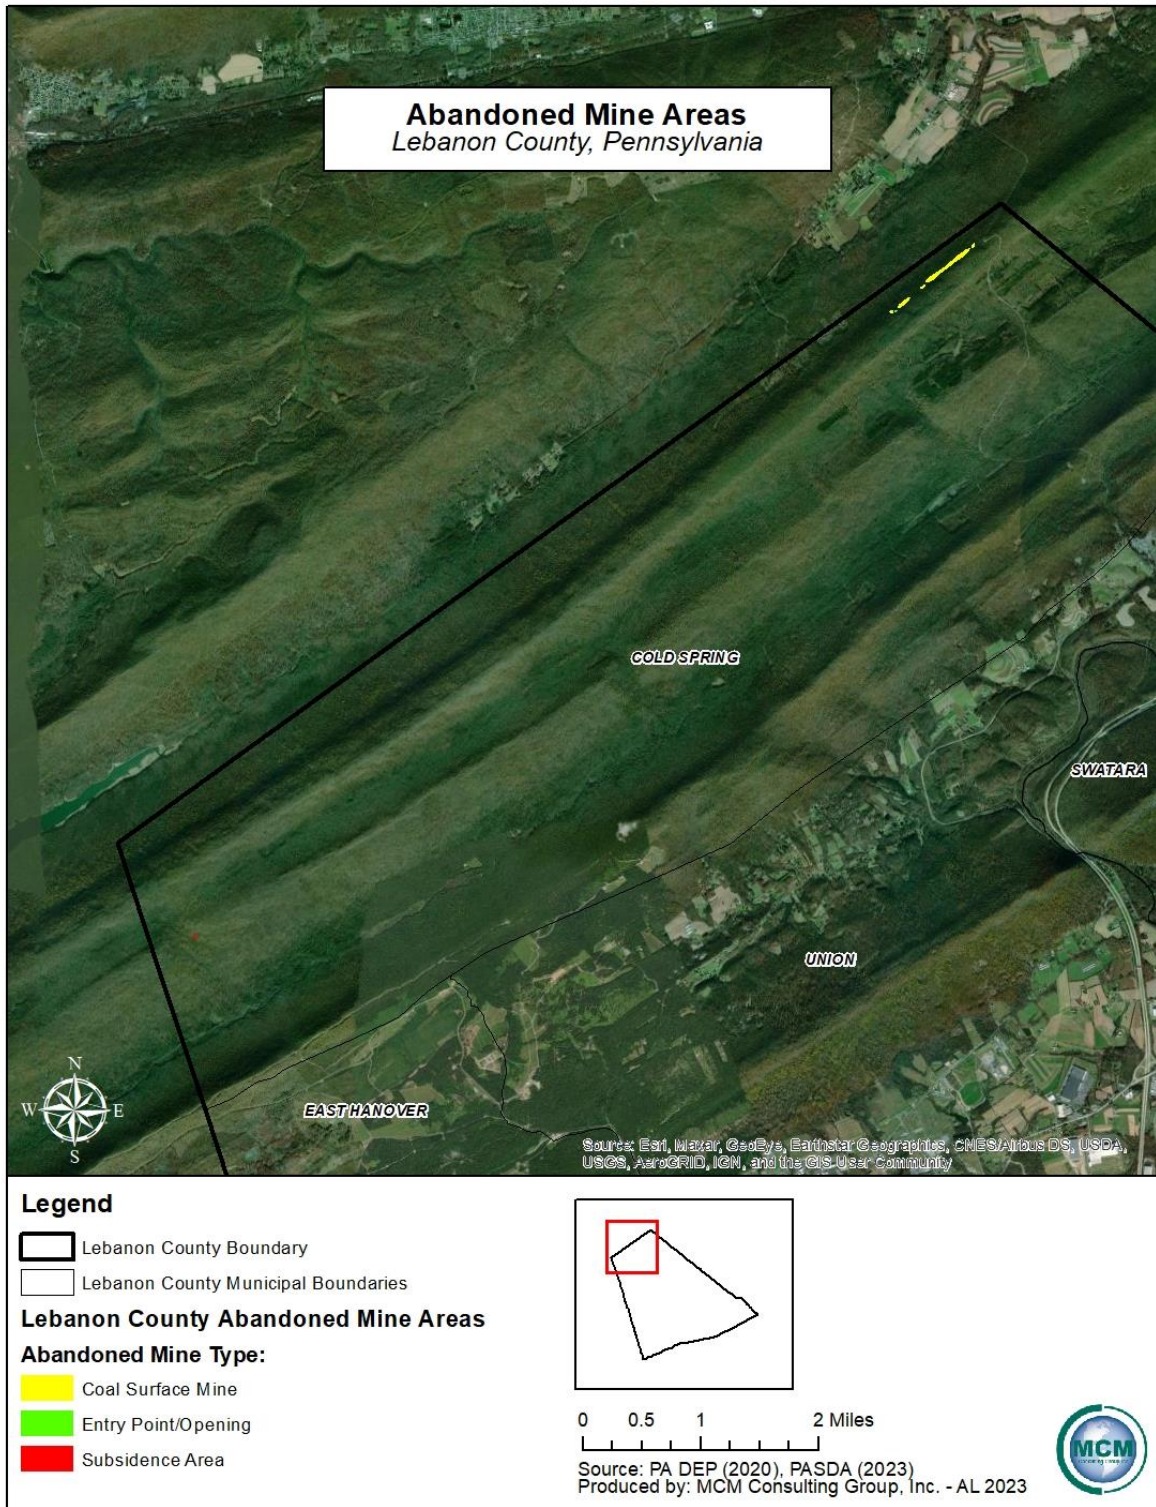 Abandoned Mine Areas
Lebanon County, Pennsylvania
COLD SPRING
SWATARA
UNION
EAST HANOVER
N
W
E
S
Source: Esri, Maxar, GeoEye, Earthstar Geographics, CNES/Airbus DS, USDA,
USGS, AeroGRID, IGN, and the GIS User Community
Legend
Lebanon County Boundary
Lebanon County Municipal Boundaries
Lebanon County Abandoned Mine Areas
Abandoned Mine Type:
Coal Surface Mine
Entry Point/Opening
Subsidence Area
0 0.5 1 2 Miles
Source: PA DEP (2020), PASDA (2023)
Produced by: MCM Consulting Group, Inc. - AL 2023
MCM